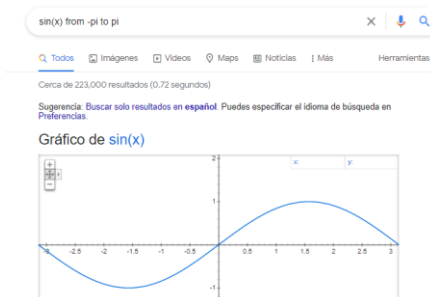 sin(x) from -pi to pi
Todos Imágenes Videos Maps Noticias Más Herramientas
Cerca de 223,000 resultados (0.72 segundos)
Sugerencia: Buscar solo resultados en español. Puedes especificar el idioma de búsqueda en
Preferencias.
Gráfico de sin(x)
2 x: y:
1
-3 -2.5 -2 -1.5 -1 -0.5 0.5 1 1.5 2 2.5 3
-1